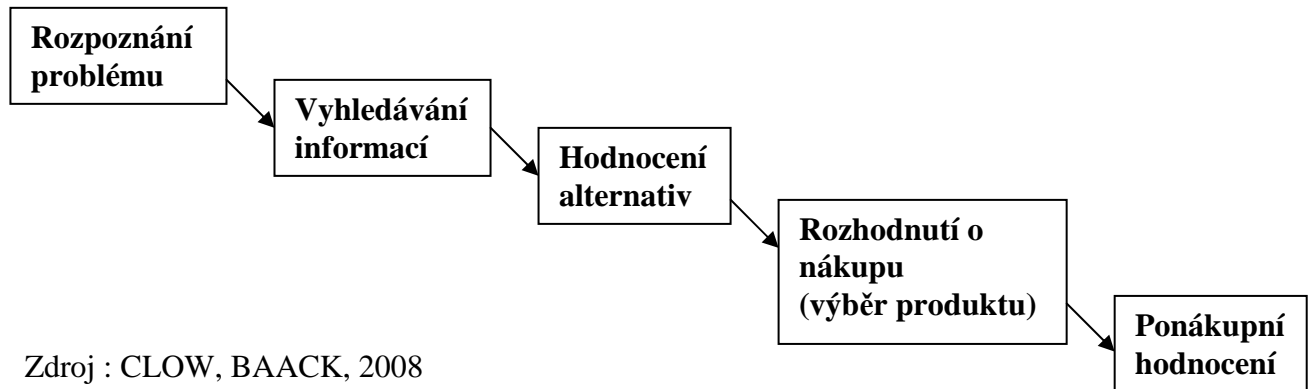 Rozpoznání
problému
Vyhledávání
informací
Hodnocení
alternativ
Rozhodnutí o
nákupu
(výběr produktu)
Ponákupní
hodnocení
Zdroj : CLOW, BAACK, 2008